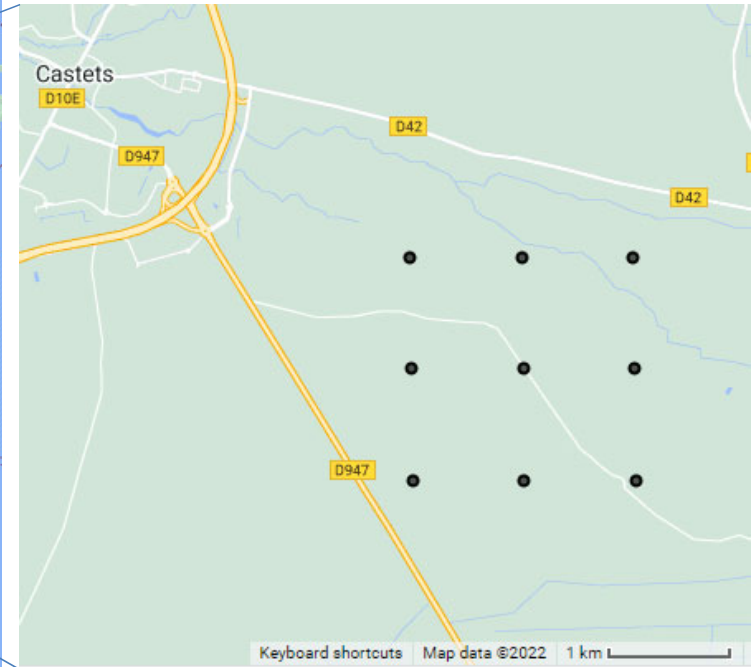 Castets
D10E
D42
D947
D42
D947
Keyboard shortcuts Map data ©2022 1 km